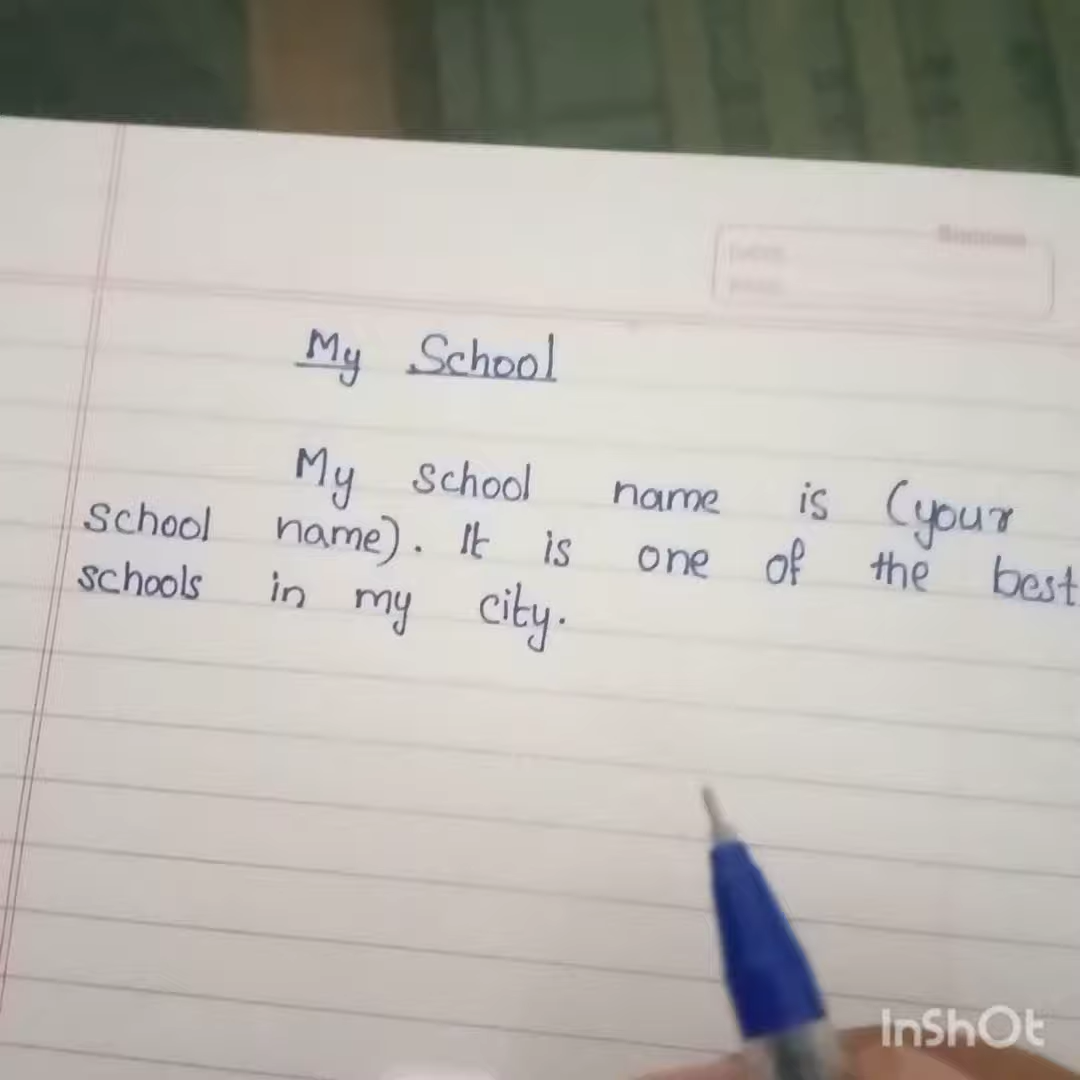 My School
My school name is (your
school name). It is one of the best
schools in my city.
InShOt